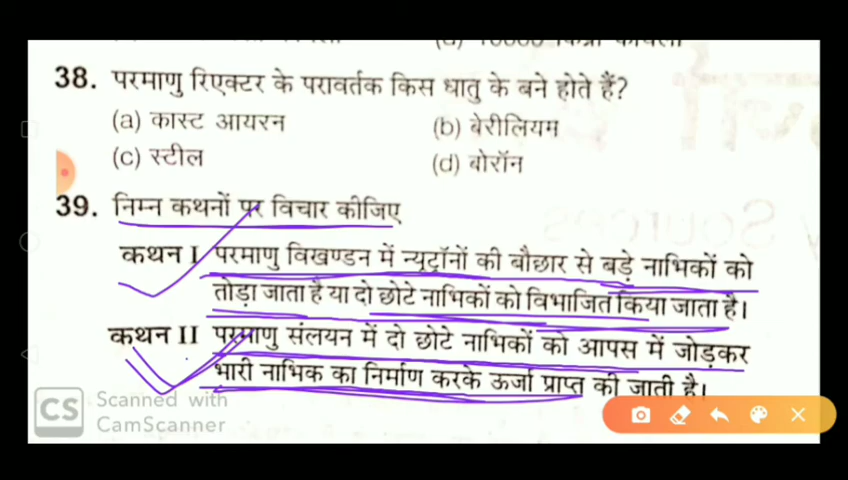 38. परमाणु रिएक्टर के परावर्तक किस धातु के बने होते हैं?
(a) कास्ट आयरन (b) बेरीलियम
(c) स्टील (d) बोरॉन
39. निम्न कथनों पर विचार कीजिए
कथन I परमाणु विखण्डन में न्यूट्रॉनों की बौछार से बड़े नाभिकों को
तोड़ा जाता है या दो छोटे नाभिकों को विभाजित किया जाता है।
कथन II परमाणु संलयन में दो छोटे नाभिकों को आपस में जोड़कर
भारी नाभिक का निर्माण करके ऊर्जा प्राप्त की जाती है।
CS Scanned with
CamScanner